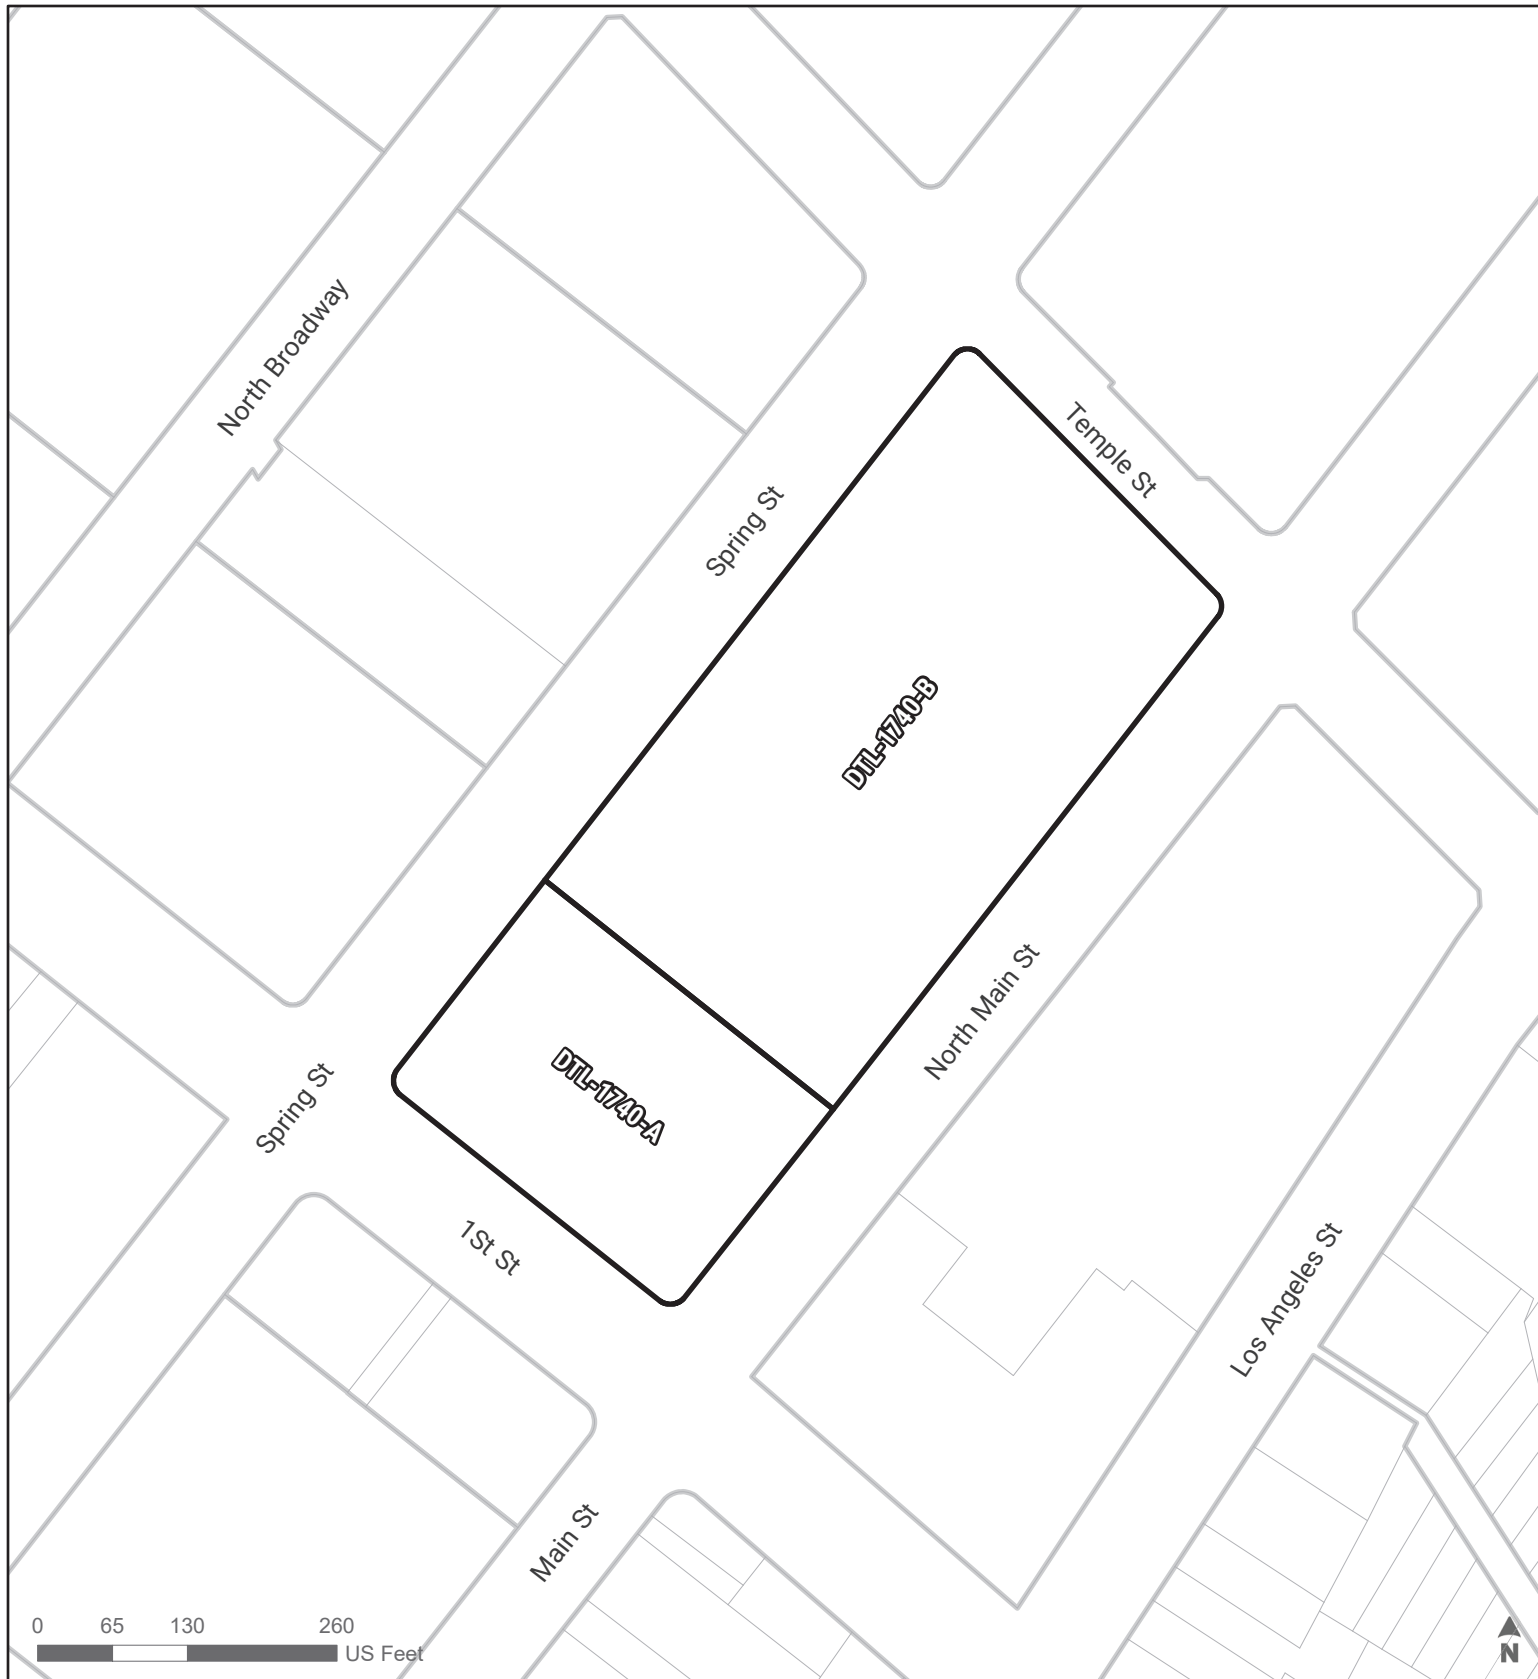 North Broadway
Temple St
Spring St
DTL-1740-B
North Main St
DTL-1740-A
Spring St
1St St
Los Angeles St
Main St
0 65 130 260
US Feet
N